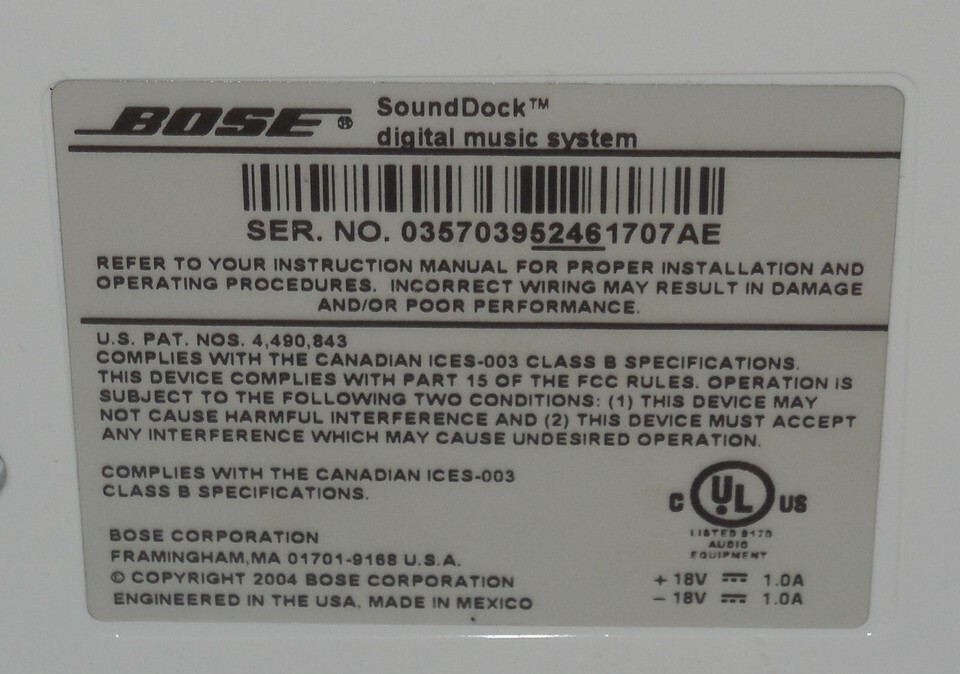 BOSE® SoundDock™
digital music system
SER. NO. 035703952461707AE
REFER TO YOUR INSTRUCTION MANUAL FOR PROPER INSTALLATION AND
OPERATING PROCEDURES. INCORRECT WIRING MAY RESULT IN DAMAGE
AND/OR POOR PERFORMANCE.
U.S. PAT. NOS. 4,490,843
COMPLIES WITH THE CANADIAN ICES-003 CLASS B SPECIFICATIONS.
THIS DEVICE COMPLIES WITH PART 15 OF THE FCC RULES. OPERATION IS
SUBJECT TO THE FOLLOWING TWO CONDITIONS: (1) THIS DEVICE MAY
NOT CAUSE HARMFUL INTERFERENCE AND (2) THIS DEVICE MUST ACCEPT
ANY INTERFERENCE WHICH MAY CAUSE UNDESIRED OPERATION.
COMPLIES WITH THE CANADIAN ICES-003
CLASS B SPECIFICATIONS.
C UL US
LISTED 9170
AUDIO
EQUIPMENT
BOSE CORPORATION
FRAMINGHAM,MA 01701-9168 U.S.A.
© COPYRIGHT 2004 BOSE CORPORATION
ENGINEERED IN THE USA, MADE IN MEXICO
+ 18V ⎓ 1.0A
− 18V ⎓ 1.0A